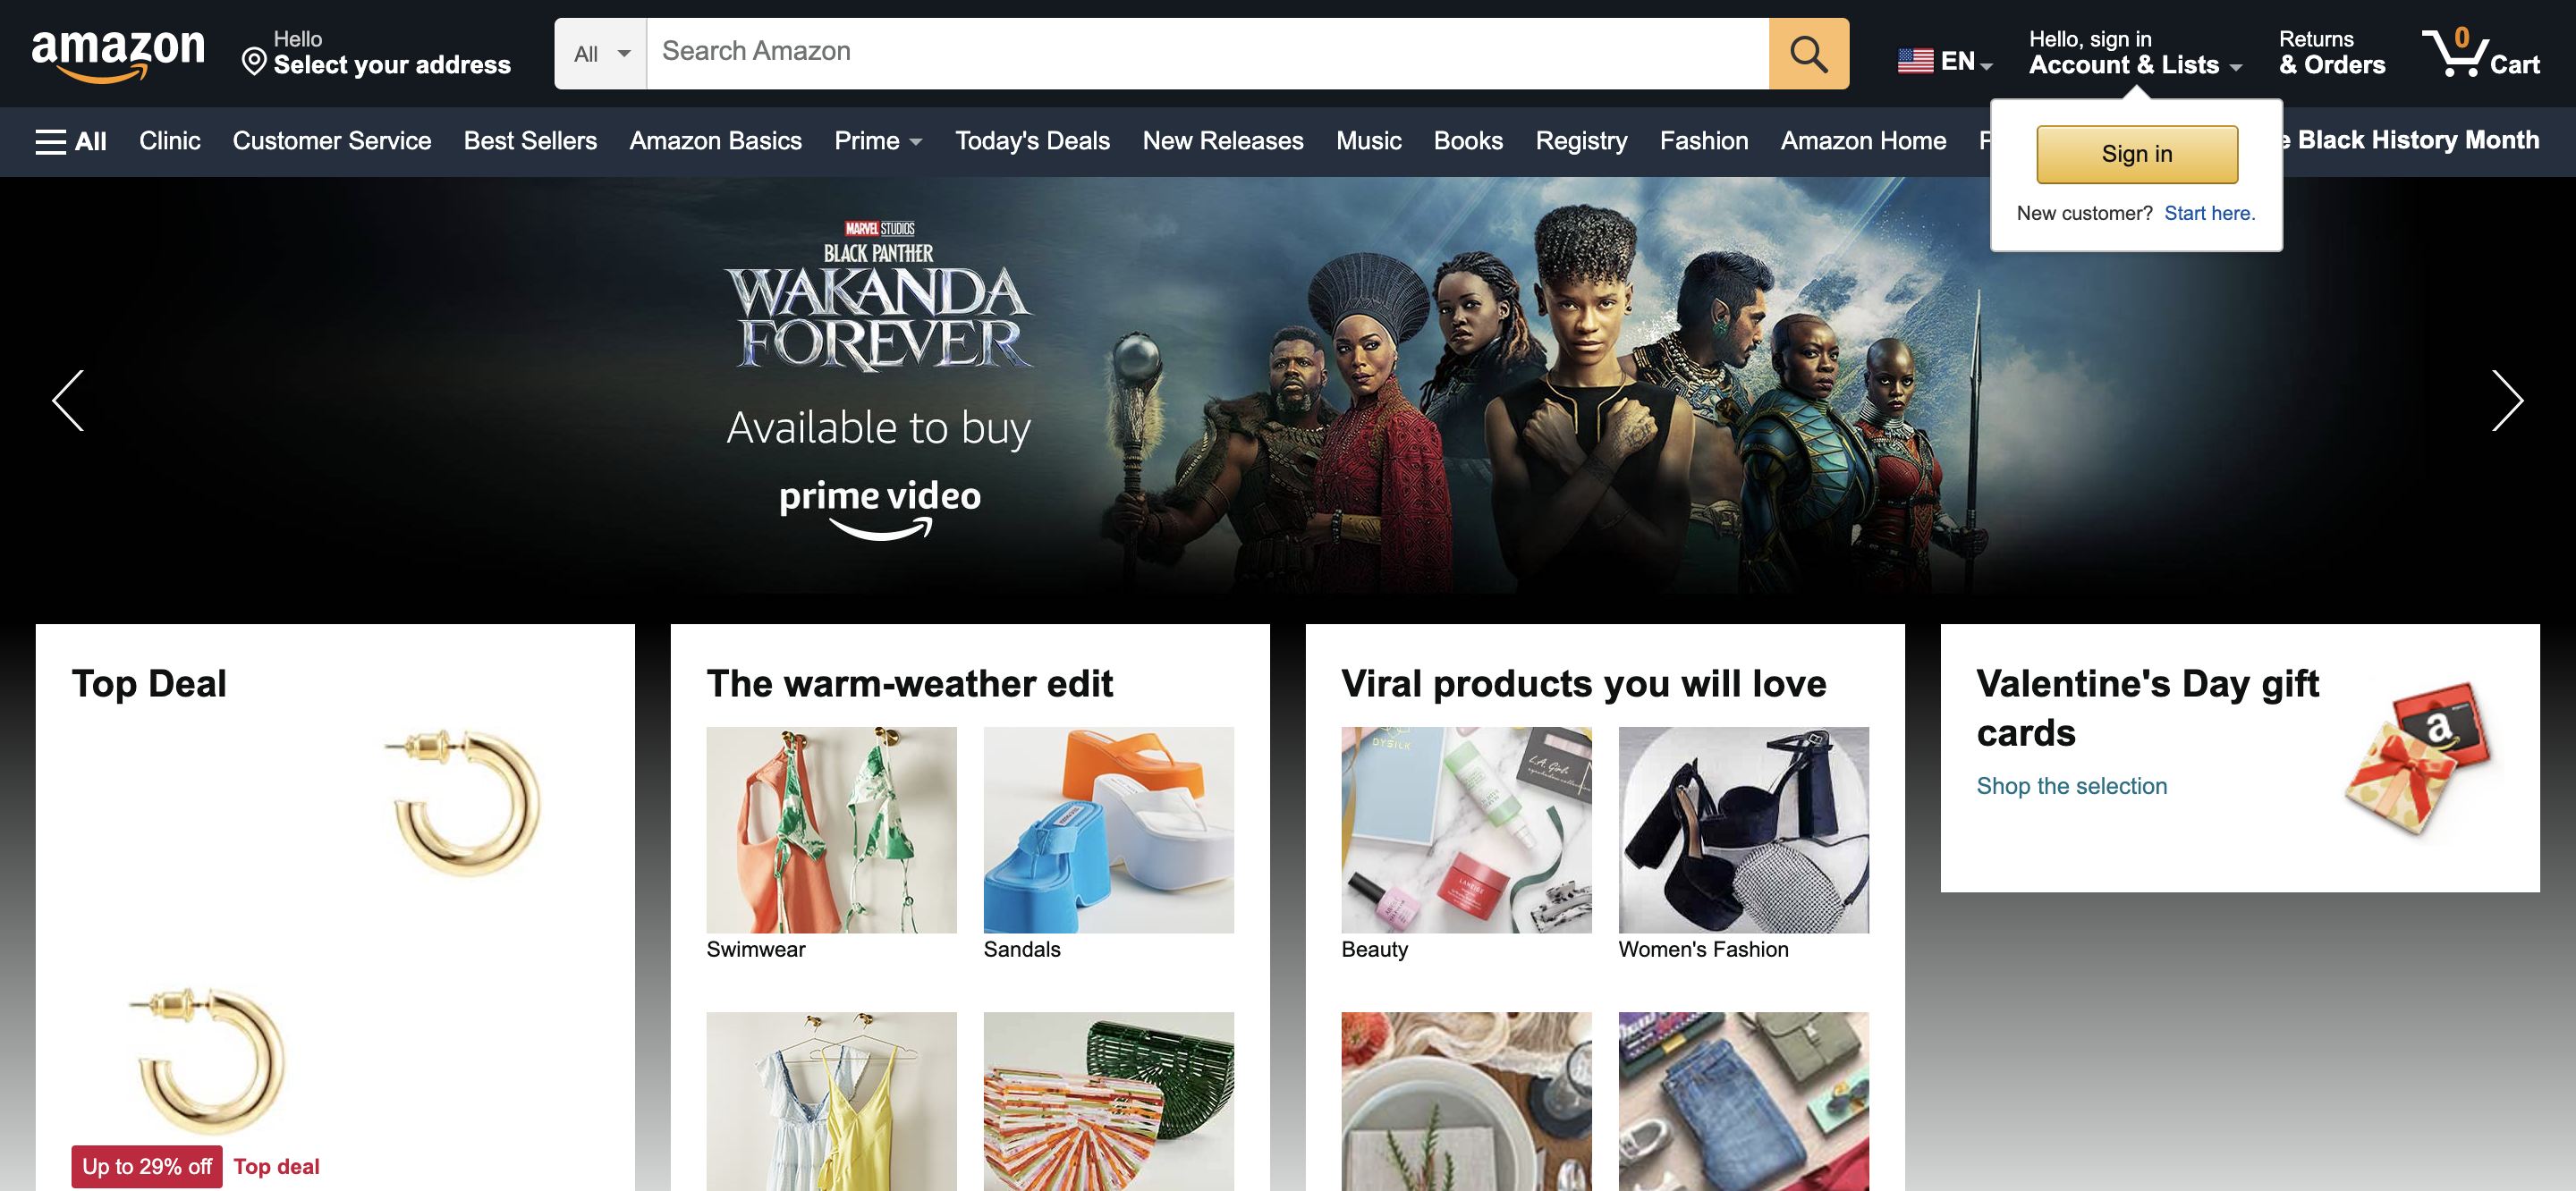 amazon
Hello
Select your address
All
Search Amazon
EN
Hello, sign in
Account & Lists
Returns
& Orders
0
Cart
All
Clinic
Customer Service
Best Sellers
Amazon Basics
Prime
Today's Deals
New Releases
Music
Books
Registry
Fashion
Amazon Home
e Black History Month
Sign in
New customer? Start here.
MARVEL STUDIOS
BLACK PANTHER
WAKANDA
FOREVER
Available to buy
prime video
Top Deal
Up to 29% off
Top deal
The warm-weather edit
Swimwear
Sandals
Viral products you will love
DYSILK
L.A. Girl
LANEIGE
Beauty
Women's Fashion
Valentine's Day gift
cards
Shop the selection
a